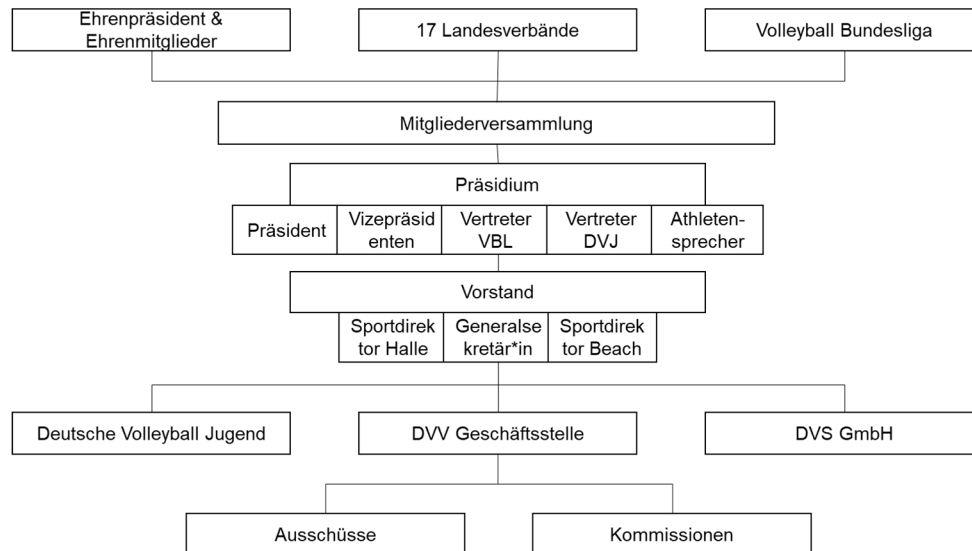 Ehrenpräsident &
Ehrenmitglieder
17 Landesverbände
Volleyball Bundesliga
Mitgliederversammlung
Präsidium
Präsident
Vizepräsid
enten
Vertreter
VBL
Vertreter
DVJ
Athleten-
sprecher
Vorstand
Sportdirek
tor Halle
Generalse
kretär*in
Sportdirek
tor Beach
Deutsche Volleyball Jugend
DVV Geschäftsstelle
DVS GmbH
Ausschüsse
Kommissionen